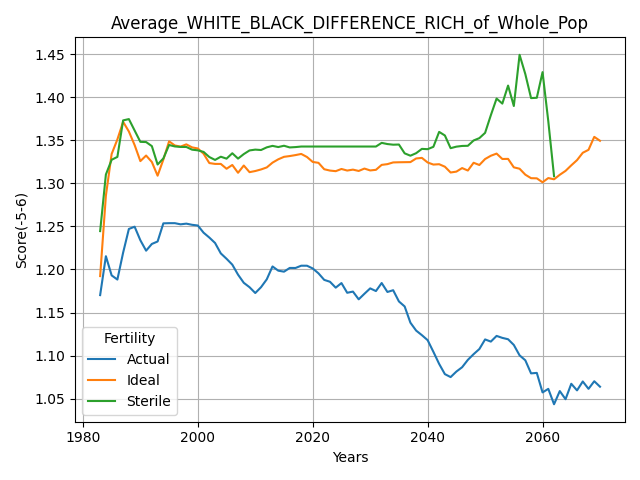 Average_WHITE_BLACK_DIFFERENCE_RICH_of_Whole_Pop
Score(-5-6)
1.45
1.40
1.35
1.30
1.25
1.20
1.15
1.10
1.05
Fertility
Actual
Ideal
Sterile
1980
2000
2020
2040
2060
Years